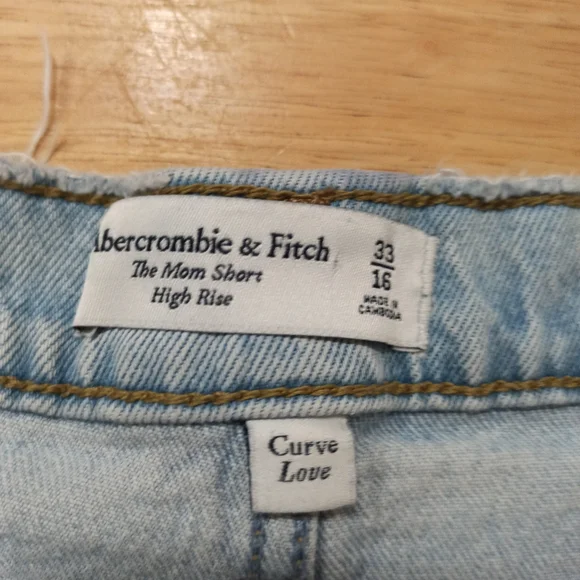 Abercrombie & Fitch
The Mom Short
High Rise
33
16
MADE IN
CAMBODIA
Curve
Love